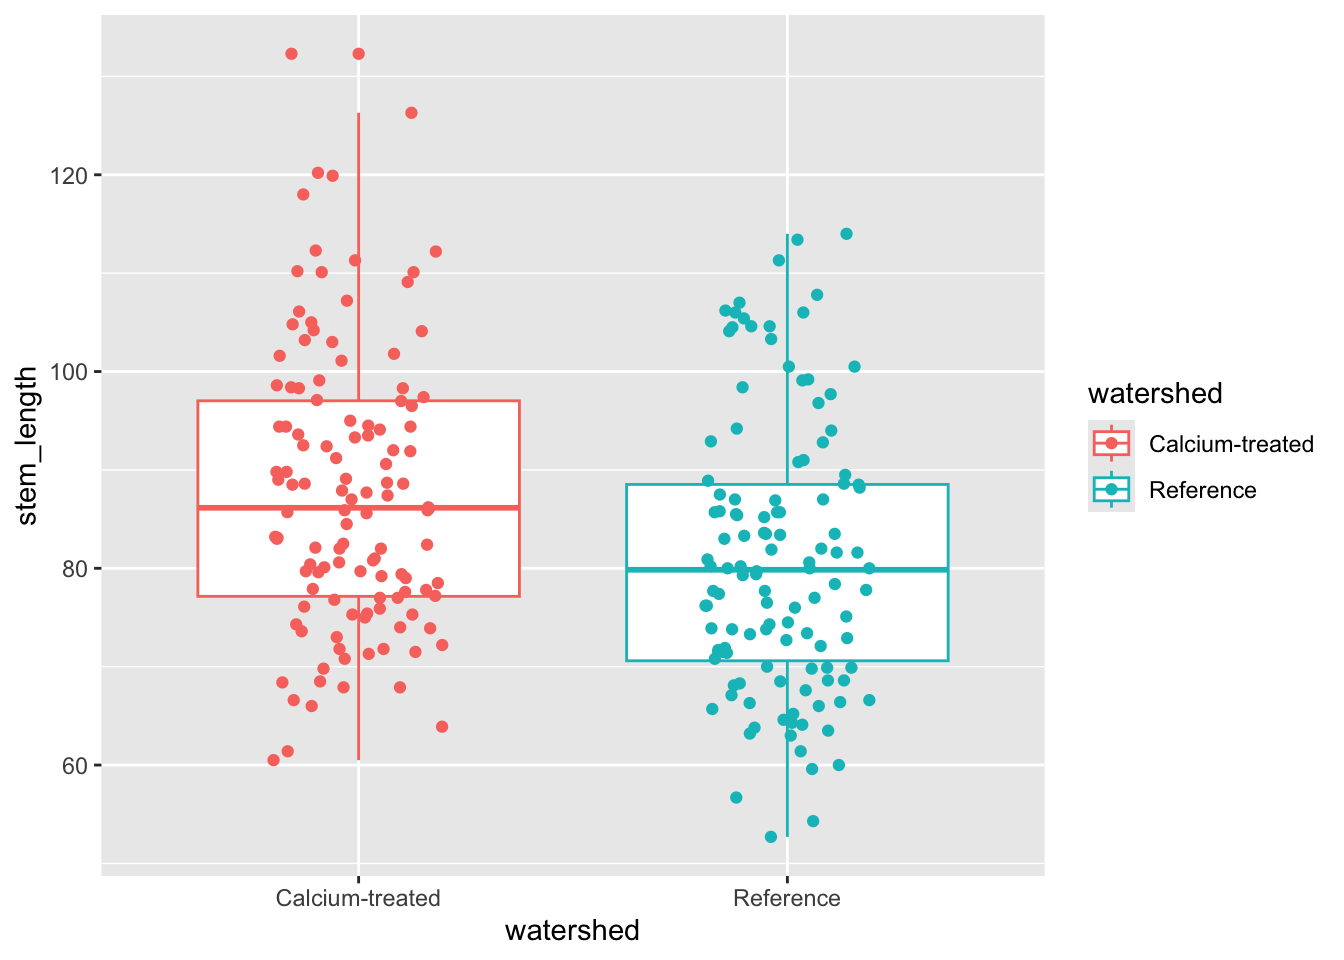 stem_length
120
100
80
60
Calcium-treated
Reference
watershed
watershed
Calcium-treated
Reference